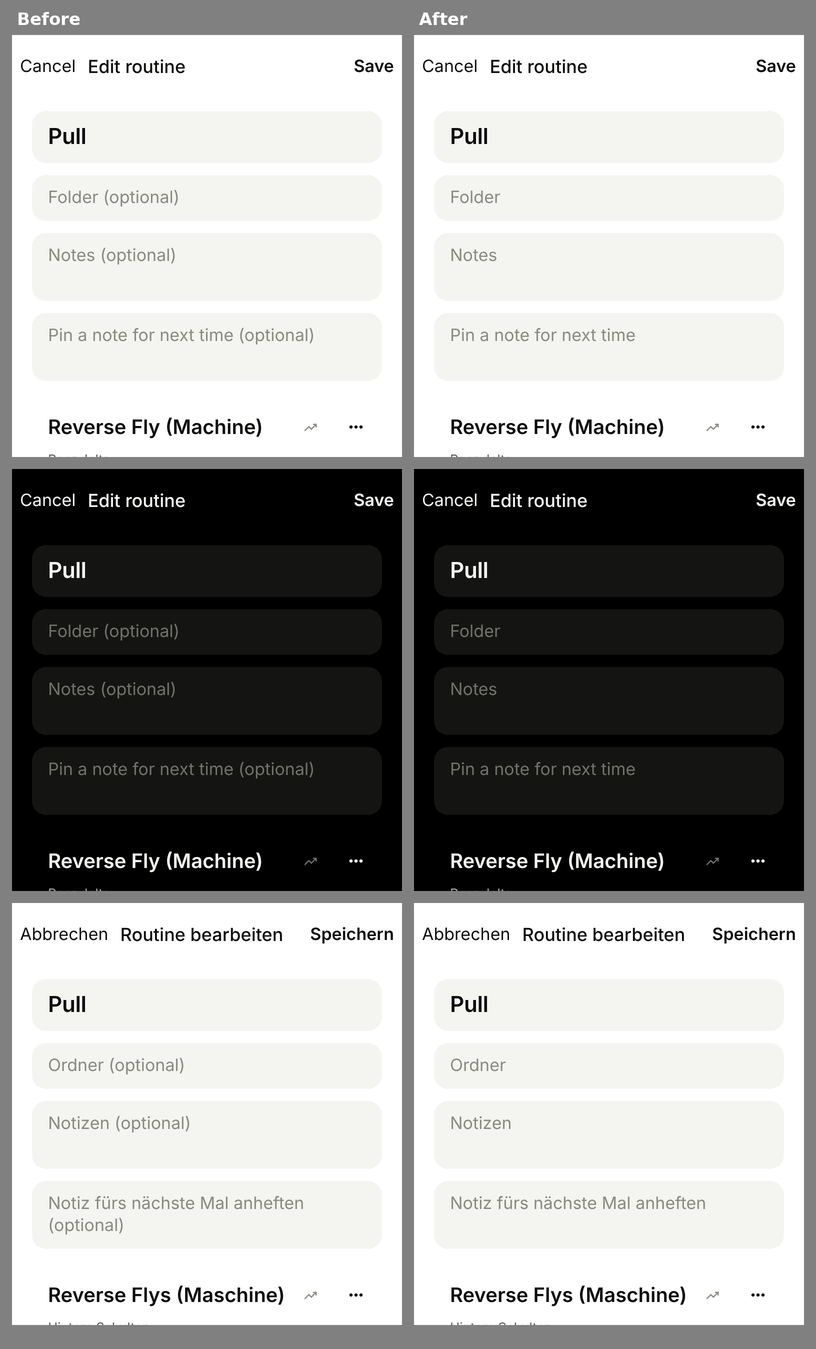 Before
After
Cancel Edit routine Save
Pull
Folder (optional)
Notes (optional)
Pin a note for next time (optional)
Reverse Fly (Machine)
Cancel Edit routine Save
Pull
Folder
Notes
Pin a note for next time
Reverse Fly (Machine)
Cancel Edit routine Save
Pull
Folder (optional)
Notes (optional)
Pin a note for next time (optional)
Reverse Fly (Machine)
Cancel Edit routine Save
Pull
Folder
Notes
Pin a note for next time
Reverse Fly (Machine)
Abbrechen Routine bearbeiten Speichern
Pull
Ordner (optional)
Notizen (optional)
Notiz fürs nächste Mal anheften
(optional)
Reverse Flys (Maschine)
Abbrechen Routine bearbeiten Speichern
Pull
Ordner
Notizen
Notiz fürs nächste Mal anheften
Reverse Flys (Maschine)